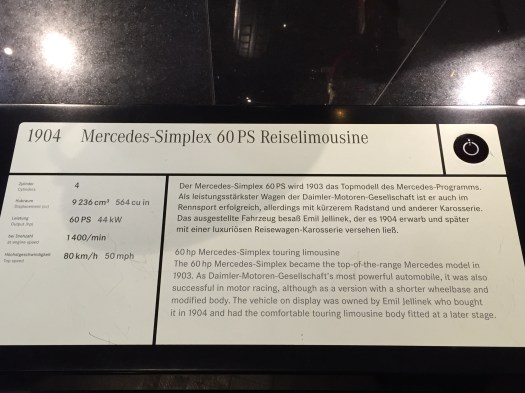 1904 Mercedes-Simplex 60 PS Reiselimousine
Zylinder 4
Cylinders
Hubraum 9 236 cm³ 564 cu in
Displacement (cc)
Leistung 60 PS 44 kW
Output (hp)
bei Drehzahl 1400/min
at engine speed
Höchstgeschwindigkeit 80 km/h 50 mph
Top speed
Der Mercedes-Simplex 60 PS wird 1903 das Topmodell des Mercedes-Programms.
Als leistungsstärkster Wagen der Daimler-Motoren-Gesellschaft ist er auch im
Rennsport erfolgreich, allerdings mit kürzerem Radstand und anderer Karosserie.
Das ausgestellte Fahrzeug besaß Emil Jellinek, der es 1904 erwarb und später
mit einer luxuriösen Reisewagen-Karosserie versehen ließ.
60 hp Mercedes-Simplex touring limousine
The 60 hp Mercedes-Simplex became the top-of-the-range Mercedes model in
1903. As Daimler-Motoren-Gesellschaft's most powerful automobile, it was also
successful in motor racing, although as a version with a shorter wheelbase and
modified body. The vehicle on display was owned by Emil Jellinek who bought
it in 1904 and had the comfortable touring limousine body fitted at a later stage.